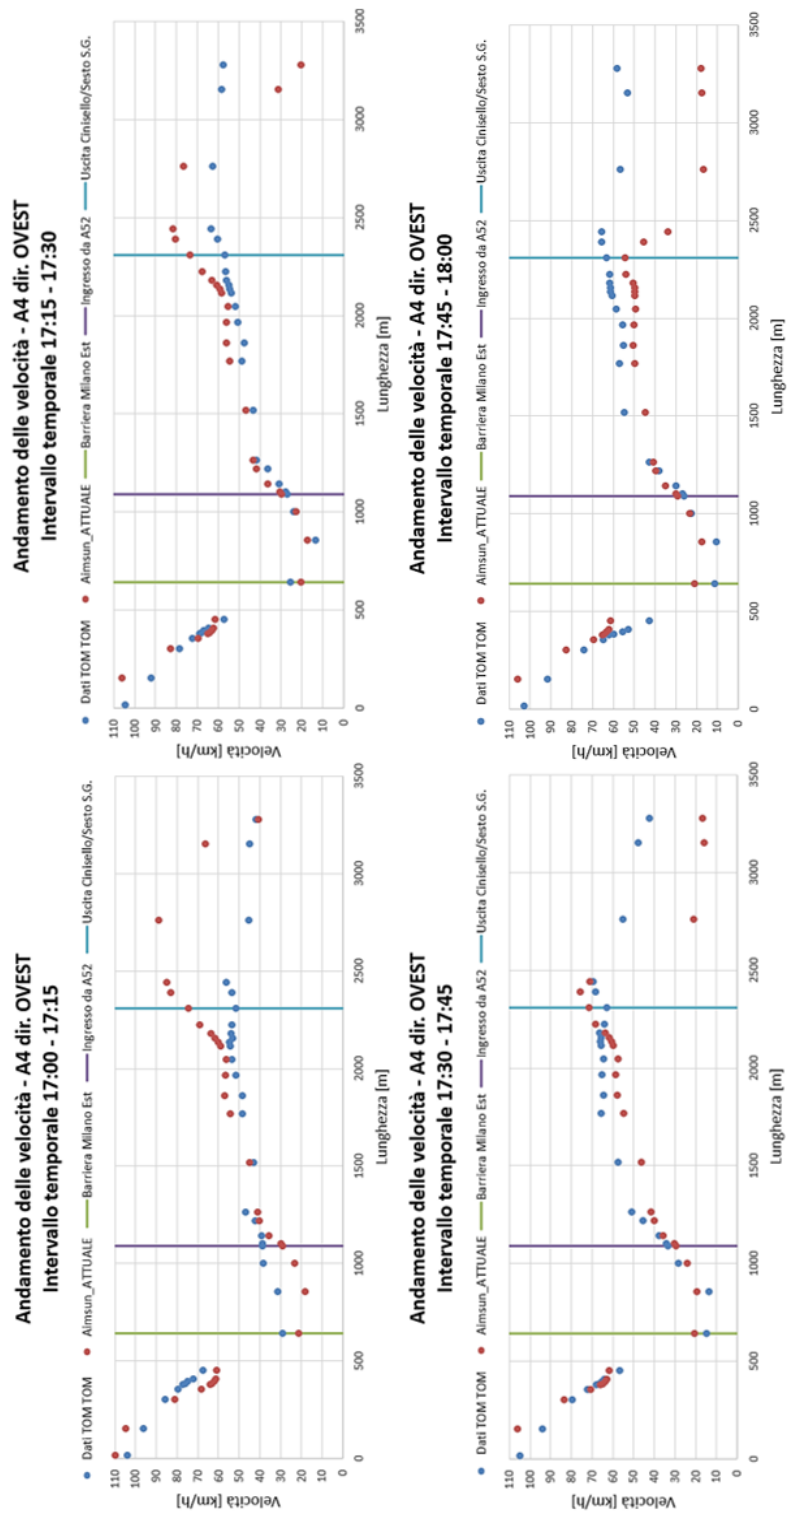 Andamento delle velocità - A4 dir. OVEST
Intervallo temporale 17:00 - 17:15
Dati TOM TOM
Aimsun_ATTUALE
Barriera Milano Est
Ingresso da A52
Uscita Cinisello/Sesto S.G.
Velocità [km/h]
110
100
90
80
70
60
50
40
30
20
10
0
0
500
1000
1500
2000
2500
3000
3500
Lunghezza [m]
Andamento delle velocità - A4 dir. OVEST
Intervallo temporale 17:15 - 17:30
Dati TOM TOM
Aimsun_ATTUALE
Barriera Milano Est
Ingresso da A52
Uscita Cinisello/Sesto S.G.
Velocità [km/h]
110
100
90
80
70
60
50
40
30
20
10
0
0
500
1000
1500
2000
2500
3000
3500
Lunghezza [m]
Andamento delle velocità - A4 dir. OVEST
Intervallo temporale 17:30 - 17:45
Dati TOM TOM
Aimsun_ATTUALE
Barriera Milano Est
Ingresso da A52
Uscita Cinisello/Sesto S.G.
Velocità [km/h]
110
100
90
80
70
60
50
40
30
20
10
0
0
500
1000
1500
2000
2500
3000
3500
Lunghezza [m]
Andamento delle velocità - A4 dir. OVEST
Intervallo temporale 17:45 - 18:00
Dati TOM TOM
Aimsun_ATTUALE
Barriera Milano Est
Ingresso da A52
Uscita Cinisello/Sesto S.G.
Velocità [km/h]
110
100
90
80
70
60
50
40
30
20
10
0
0
500
1000
1500
2000
2500
3000
3500
Lunghezza [m]